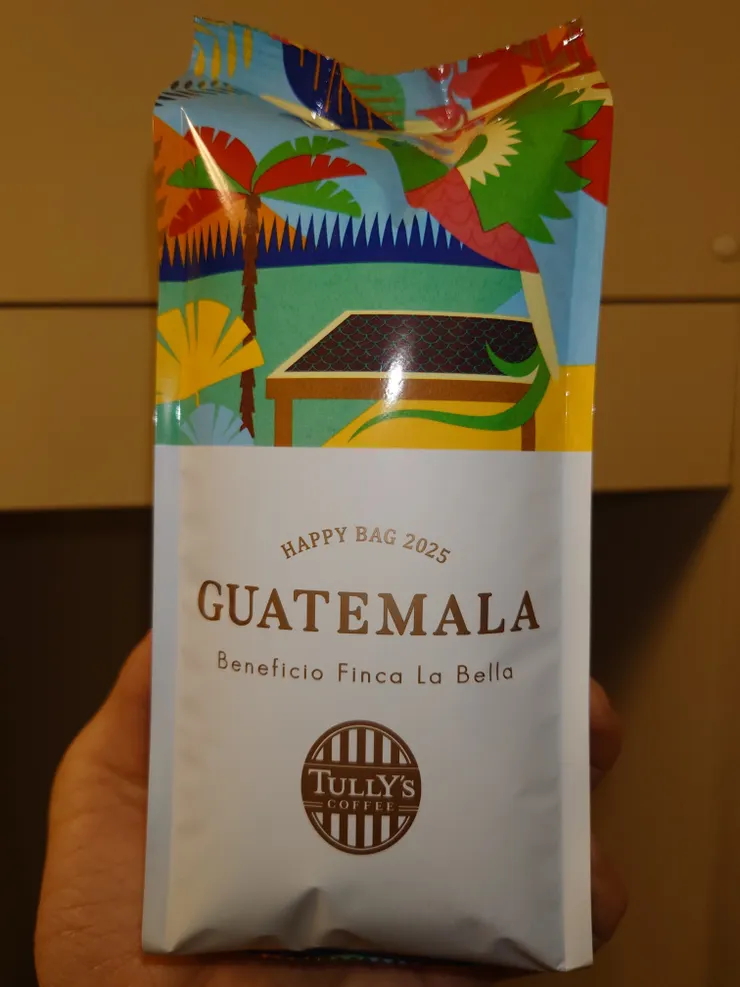 HAPPY BAG 2025
GUATEMALA
Beneficio Finca La Bella
TULLY'S
COFFEE